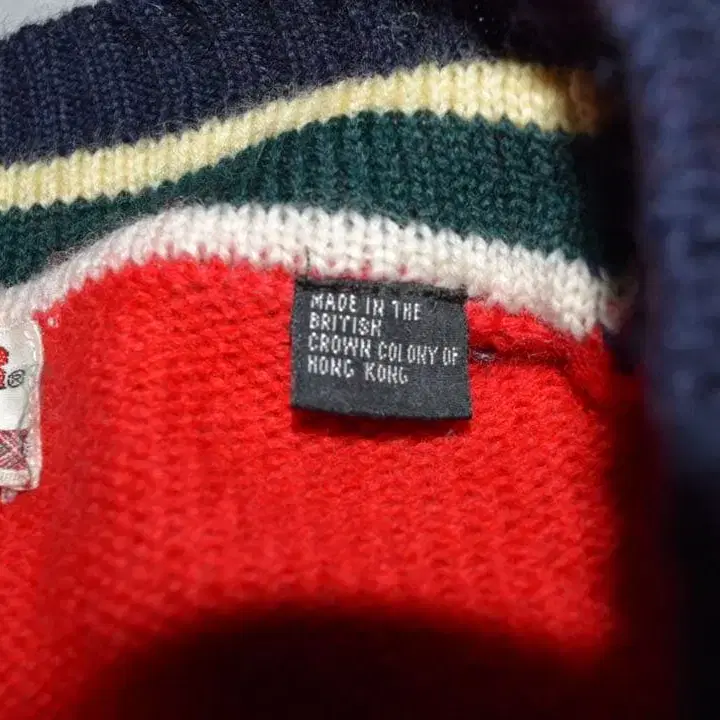 MADE IN THE
BRITISH
CROWN COLONY OF
HONG KONG
®